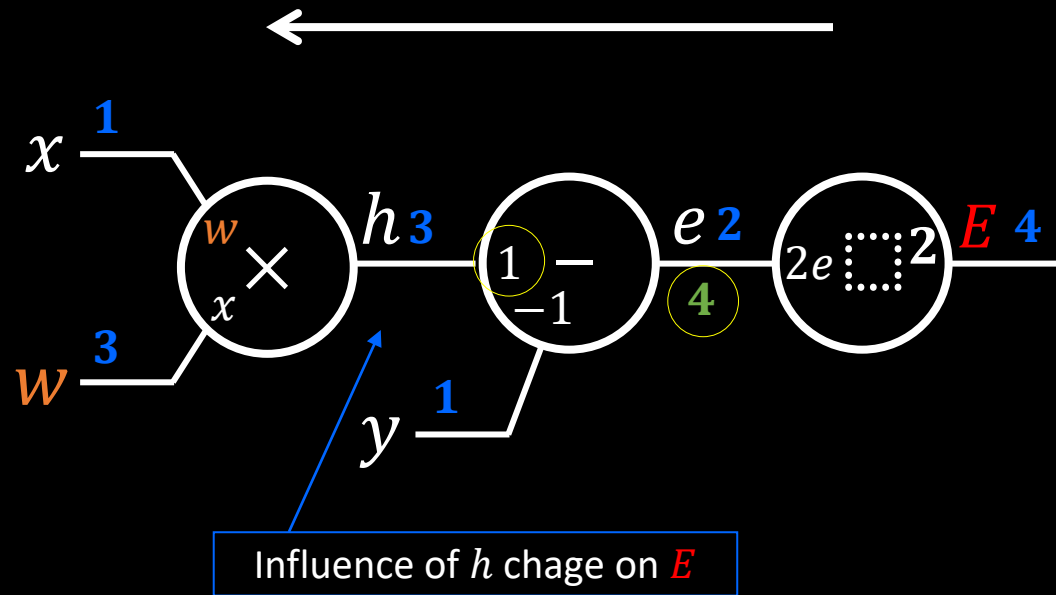 x 1
w 3
w
x ×
h 3
1 −
−1
y 1
e 2
4
2e 2
E 4
Influence of h chage on E